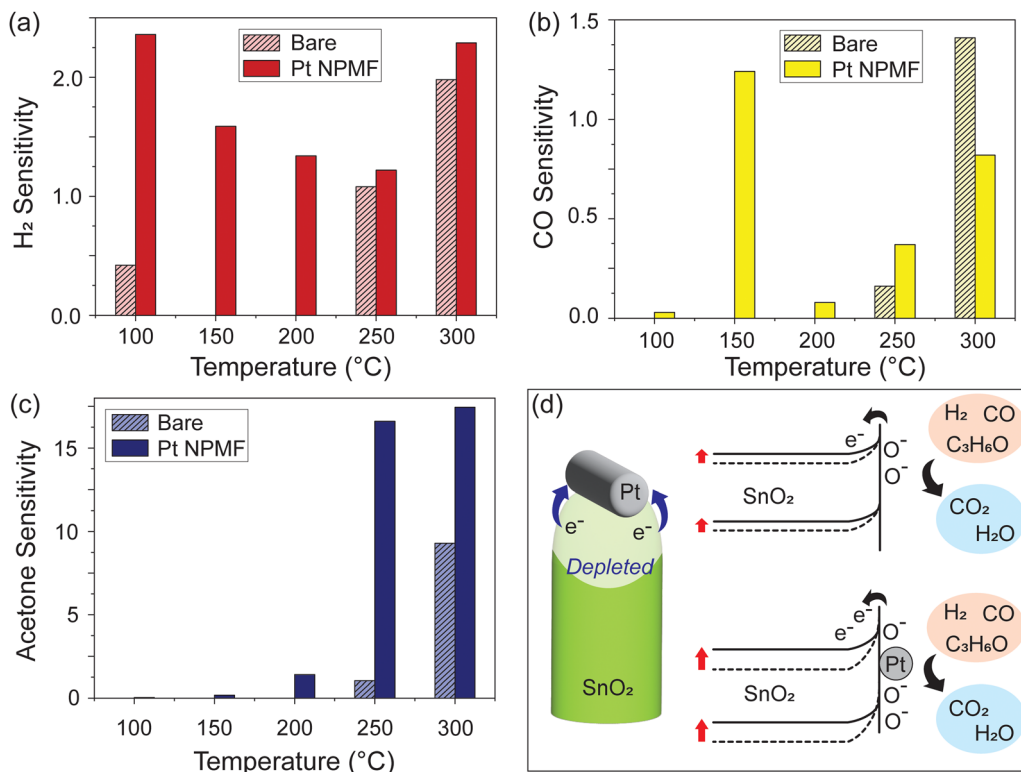 (a)
Bare
Pt NPMF
H₂ Sensitivity
2.0
1.0
0.0
100 150 200 250 300
Temperature (°C)
(b)
Bare
Pt NPMF
CO Sensitivity
1.5
1.0
0.5
0.0
100 150 200 250 300
Temperature (°C)
(c)
Bare
Pt NPMF
Acetone Sensitivity
15
10
5
0
100 150 200 250 300
Temperature (°C)
(d)
Pt
e⁻ e⁻
Depleted
SnO₂
e⁻
O⁻
O⁻
SnO₂
H₂ CO
C₃H₆O
CO₂
H₂O
e⁻ e⁻
O⁻
Pt
O⁻
O⁻
SnO₂
H₂ CO
C₃H₆O
CO₂
H₂O